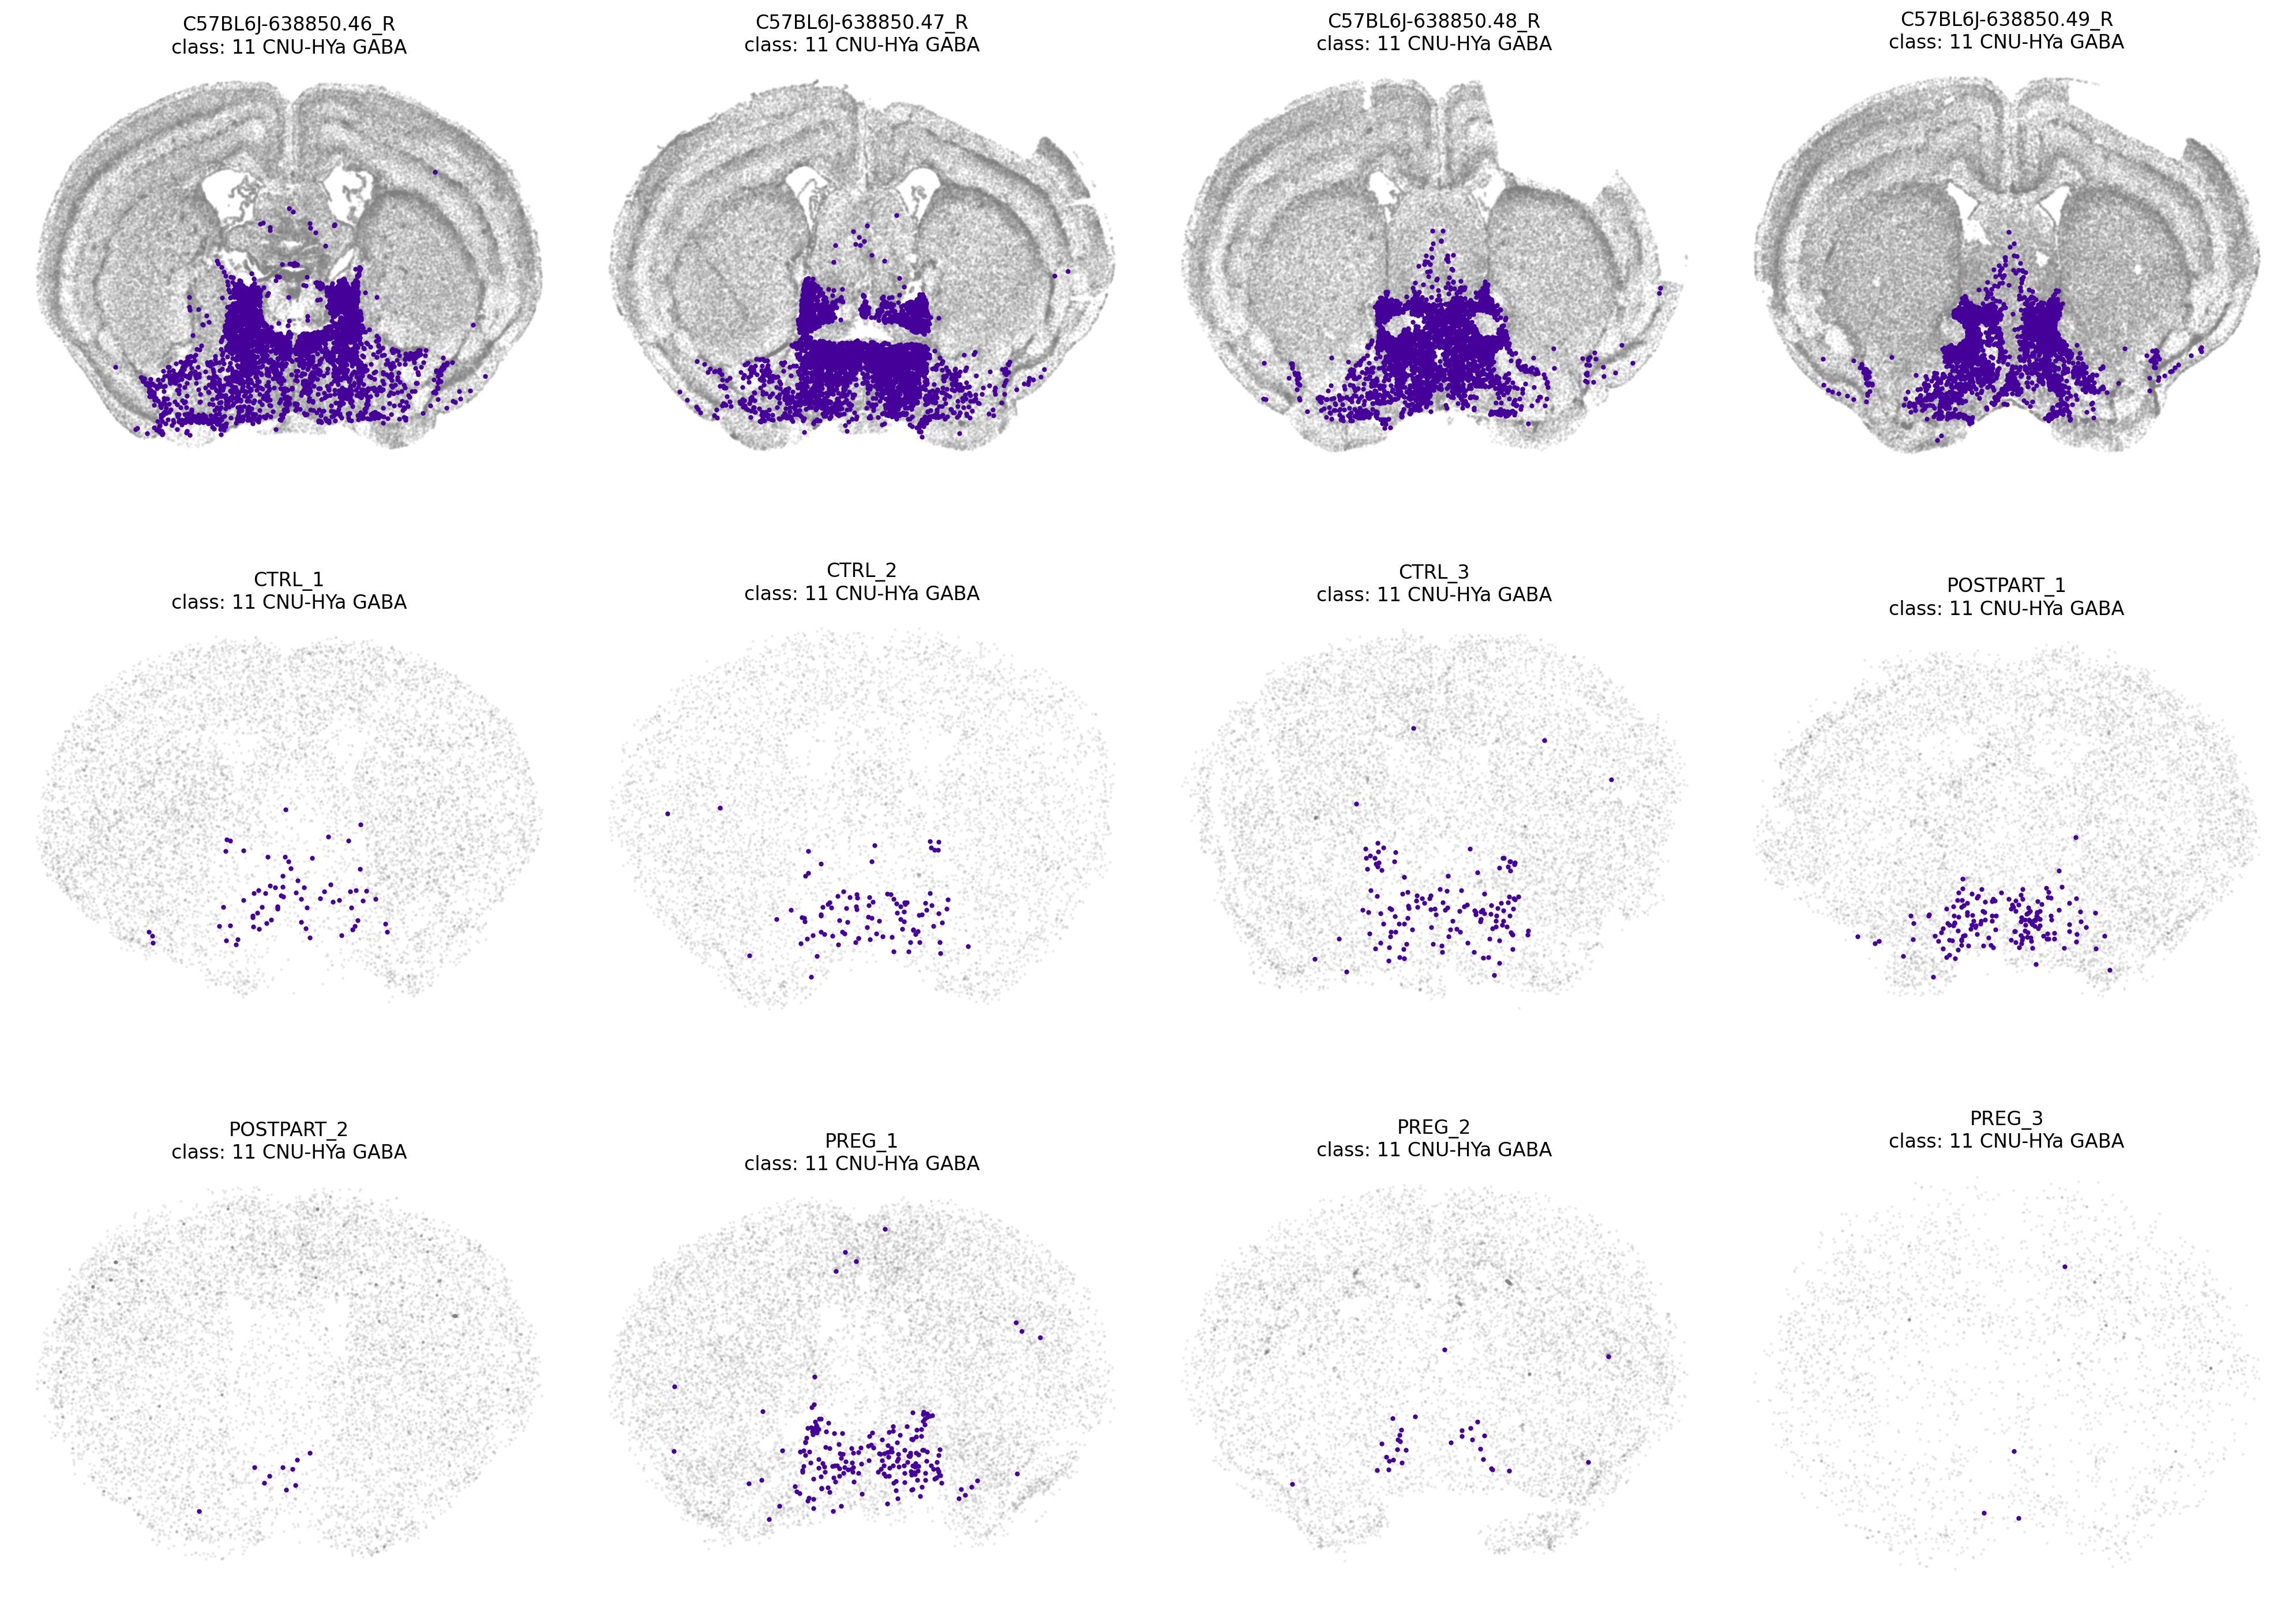 C57BL6J-638850.46_R
class: 11 CNU-HYa GABA
C57BL6J-638850.47_R
class: 11 CNU-HYa GABA
C57BL6J-638850.48_R
class: 11 CNU-HYa GABA
C57BL6J-638850.49_R
class: 11 CNU-HYa GABA
CTRL_1
class: 11 CNU-HYa GABA
CTRL_2
class: 11 CNU-HYa GABA
CTRL_3
class: 11 CNU-HYa GABA
POSTPART_1
class: 11 CNU-HYa GABA
POSTPART_2
class: 11 CNU-HYa GABA
PREG_1
class: 11 CNU-HYa GABA
PREG_2
class: 11 CNU-HYa GABA
PREG_3
class: 11 CNU-HYa GABA